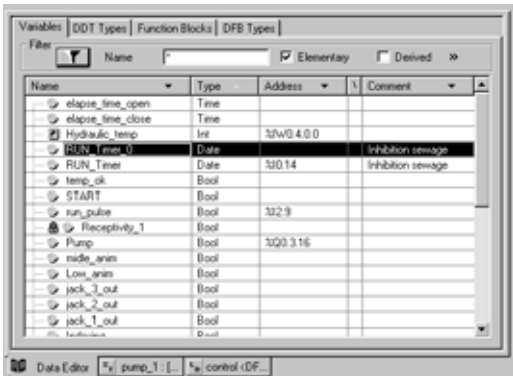 Variables DDT Types Function Blocks DFB Types
Filter
Name * Elementary Derived »
Name Type Address Comment
elapse_time_open Time
elapse_time_close Time
Hydraulic_temp Int %IW0.4.0.0
RUN_Timer_0 Date Inhibition sewage
RUN_Timer Date %I0.14 Inhibition sewage
temp_ok Bool
START Bool
run_pulse Bool %I2.9
Receptivity_1 Bool
Pump Bool %Q0.3.16
midle_anim Bool
Low_anim Bool
jack_3_out Bool
jack_2_out Bool
jack_1_out Bool
Data Editor pump_1 : [... control <DF...